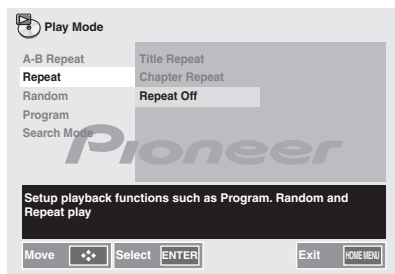 Play Mode
A-B Repeat
Title Repeat
Repeat
Chapter Repeat
Random
Repeat Off
Program
Search Mode
Pioneer
Setup playback functions such as Program. Random and
Repeat play
Move
Select ENTER
Exit HOME MENU